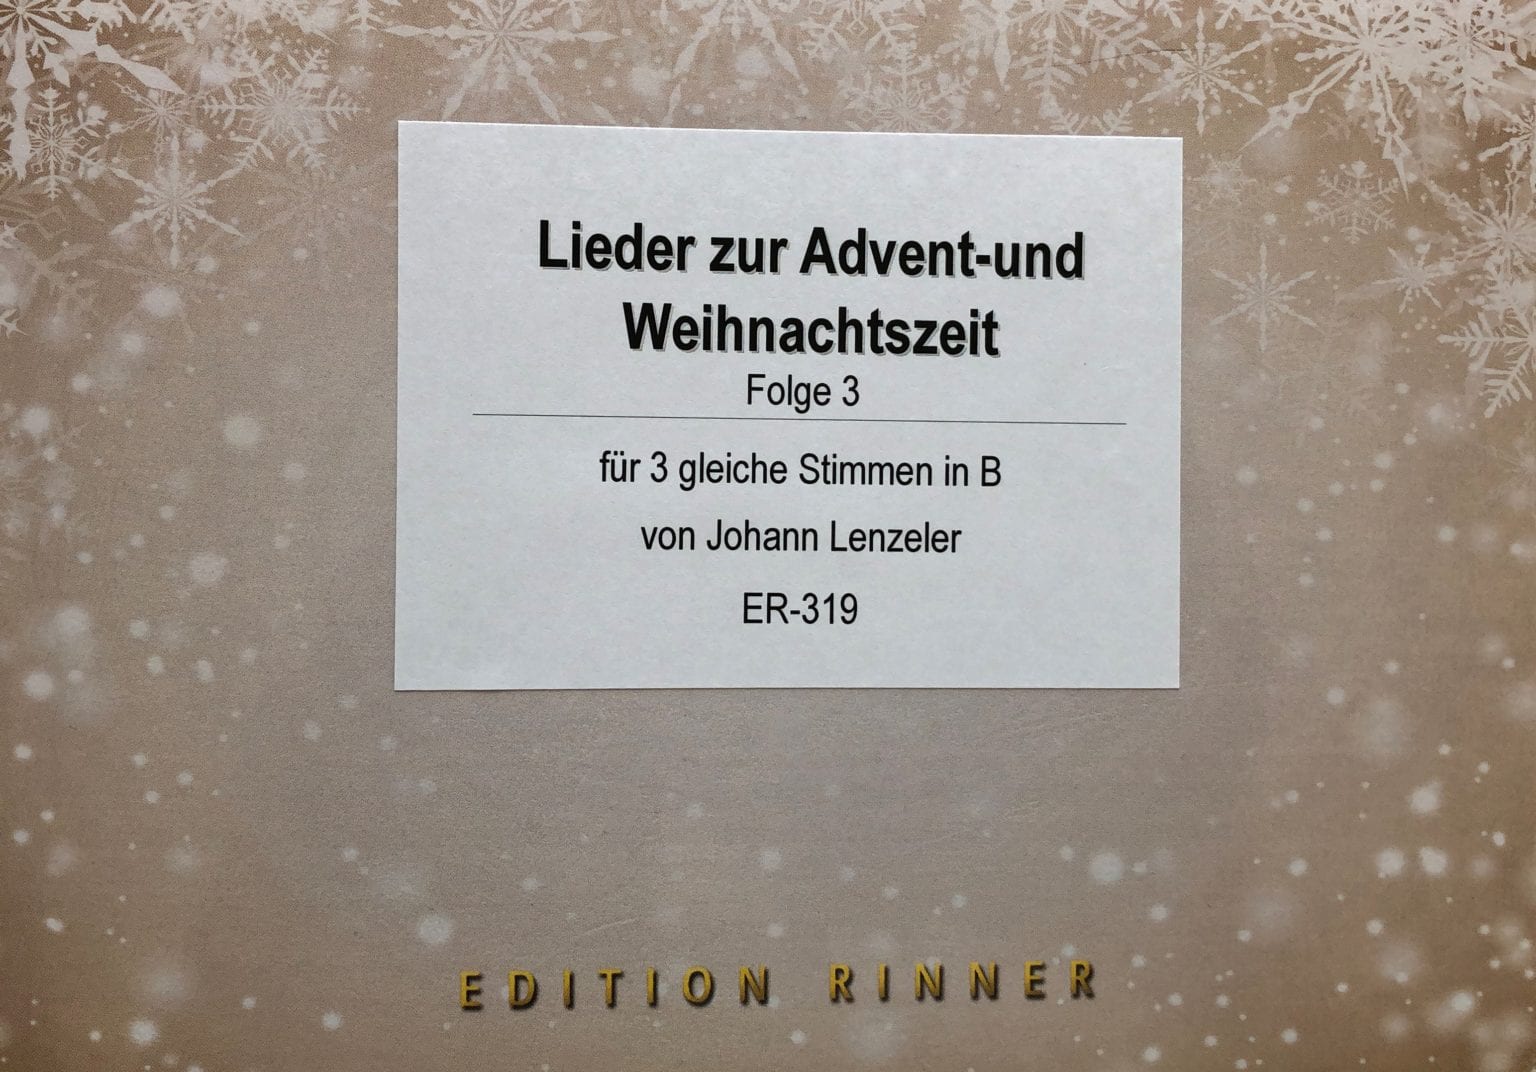 Lieder zur Advent-und
Weihnachtszeit
Folge 3
für 3 gleiche Stimmen in B
von Johann Lenzeler
ER-319
EDITION RINNER